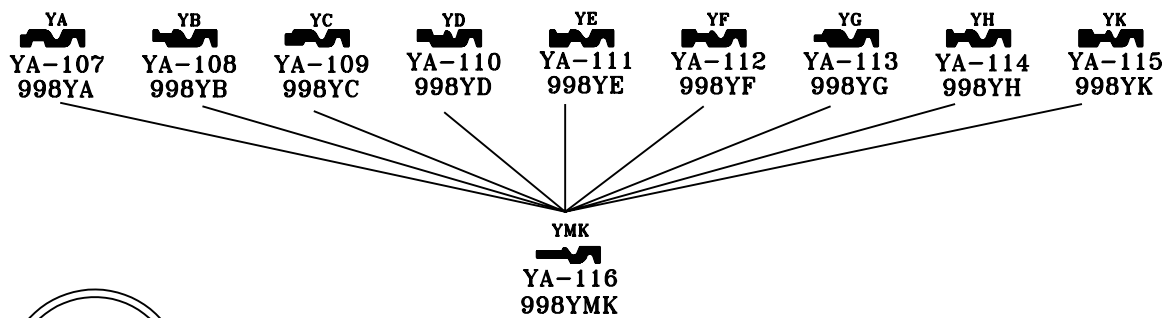 YA YB YC YD YE YF YG YH YK
YA-107 YA-108 YA-109 YA-110 YA-111 YA-112 YA-113 YA-114 YA-115
998YA 998YB 998YC 998YD 998YE 998YF 998YG 998YH 998YK
YMK
YA-116
998YMK